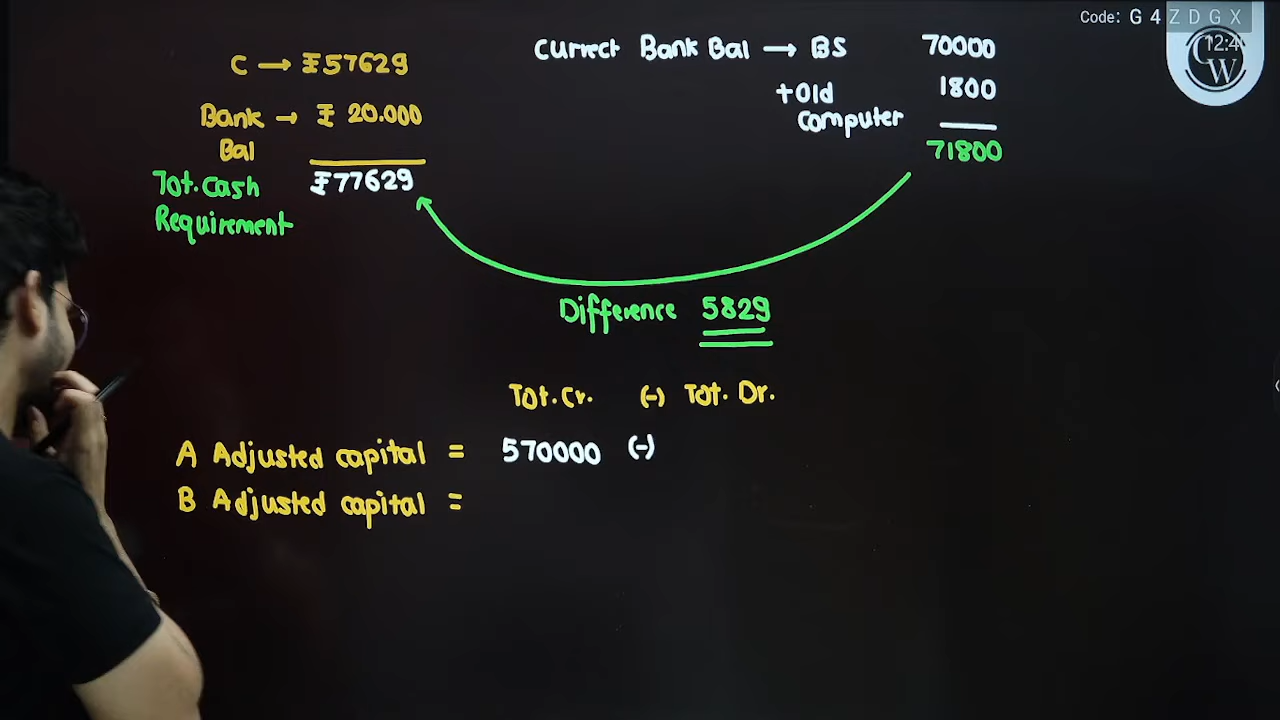 Code: G 4 Z D G X
12:4
CW
C → ₹57629
Bank → ₹ 20.000
Bal
Tot. Cash ₹77629
Requirement
Current Bank Bal → BS 70000
+Old 1800
Computer
71800
Difference 5829
Tot. Cr. (-) Tot. Dr.
A Adjusted capital = 570000 (-)
B Adjusted capital =